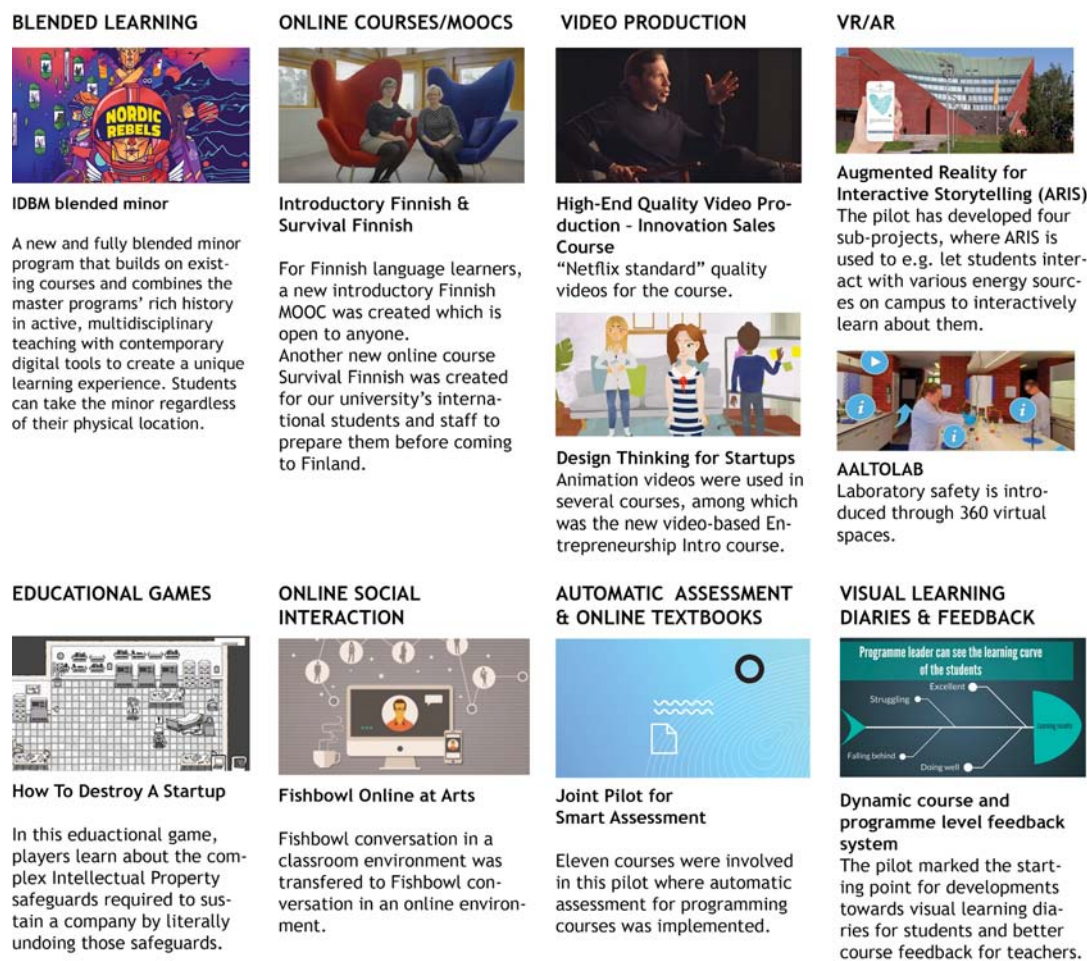 BLENDED LEARNING
NORDIC
REBELS
IDBM blended minor
A new and fully blended minor
program that builds on exist-
ing courses and combines the
master programs’ rich history
in active, multidisciplinary
teaching with contemporary
digital tools to create a unique
learning experience. Students
can take the minor regardless
of their physical location.
ONLINE COURSES/MOOCS
Introductory Finnish &
Survival Finnish
For Finnish language learners,
a new introductory Finnish
MOOC was created which is
open to anyone.
Another new online course
Survival Finnish was created
for our university’s interna-
tional students and staff to
prepare them before coming
to Finland.
VIDEO PRODUCTION
High-End Quality Video Pro-
duction – Innovation Sales
Course
“Netflix standard” quality
videos for the course.
Design Thinking for Startups
Animation videos were used in
several courses, among which
was the new video-based En-
trepreneurship Intro course.
VR/AR
Augmented Reality for
Interactive Storytelling (ARIS)
The pilot has developed four
sub-projects, where ARIS is
used to e.g. let students inter-
act with various energy sourc-
es on campus to interactively
learn about them.
i
i
i
AALTOLAB
Laboratory safety is intro-
duced through 360 virtual
spaces.
EDUCATIONAL GAMES
How To Destroy A Startup
In this eduactional game,
players learn about the com-
plex Intellectual Property
safeguards required to sus-
tain a company by literally
undoing those safeguards.
ONLINE SOCIAL
INTERACTION
Fishbowl Online at Arts
Fishbowl conversation in a
classroom environment was
transfered to Fishbowl con-
versation in an online environ-
ment.
AUTOMATIC ASSESSMENT
& ONLINE TEXTBOOKS
Joint Pilot for
Smart Assessment
Eleven courses were involved
in this pilot where automatic
assessment for programming
courses was implemented.
VISUAL LEARNING
DIARIES & FEEDBACK
Programme leader can see the learning curve
of the students
Excellent
Struggling
Falling behind
Doing well
Dynamic course and
programme level feedback
system
The pilot marked the start-
ing point for developments
towards visual learning dia-
ries for students and better
course feedback for teachers.